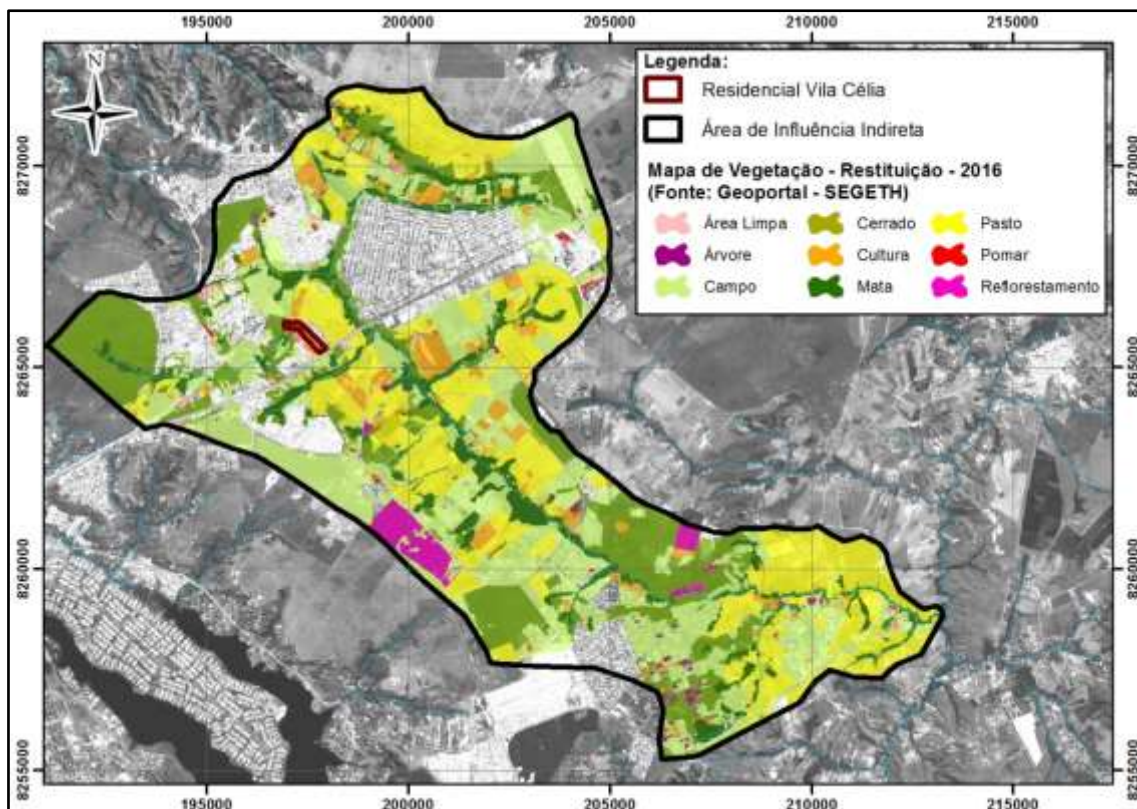 195000 200000 205000 210000 215000
N
Legenda:
Residencial Vila Célia
Área de Influência Indireta
Mapa de Vegetação - Restituição - 2016
(Fonte: Geoportal - SEGETH)
Área Limpa Cerrado Pasto
Árvore Cultura Pomar
Campo Mata Reflorestamento
8270000 8270000
8265000 8265000
8260000 8260000
8255000 8255000
195000 200000 205000 210000 215000